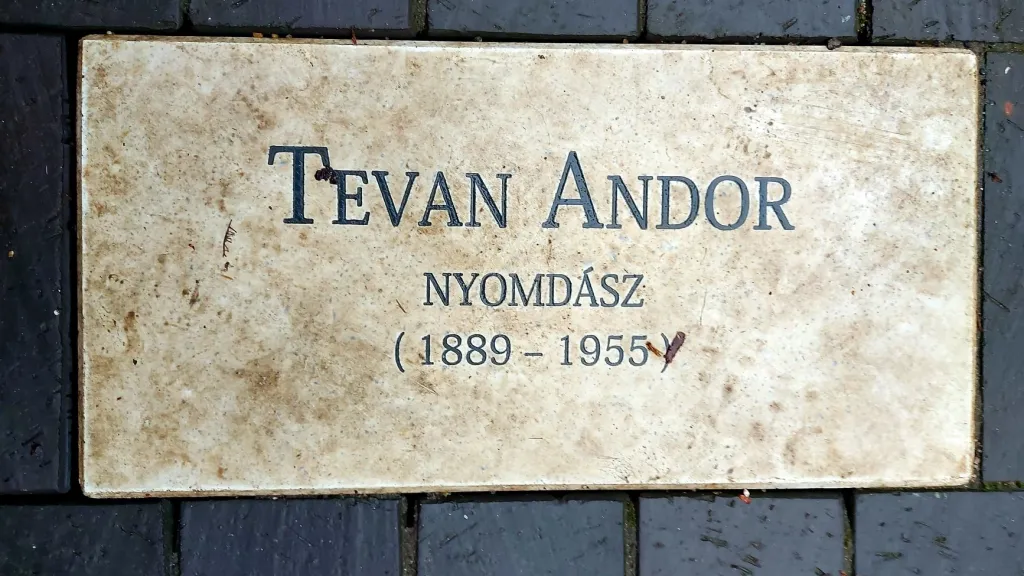 TEVAN ANDOR
NYOMDÁSZ
(1889 – 1955)